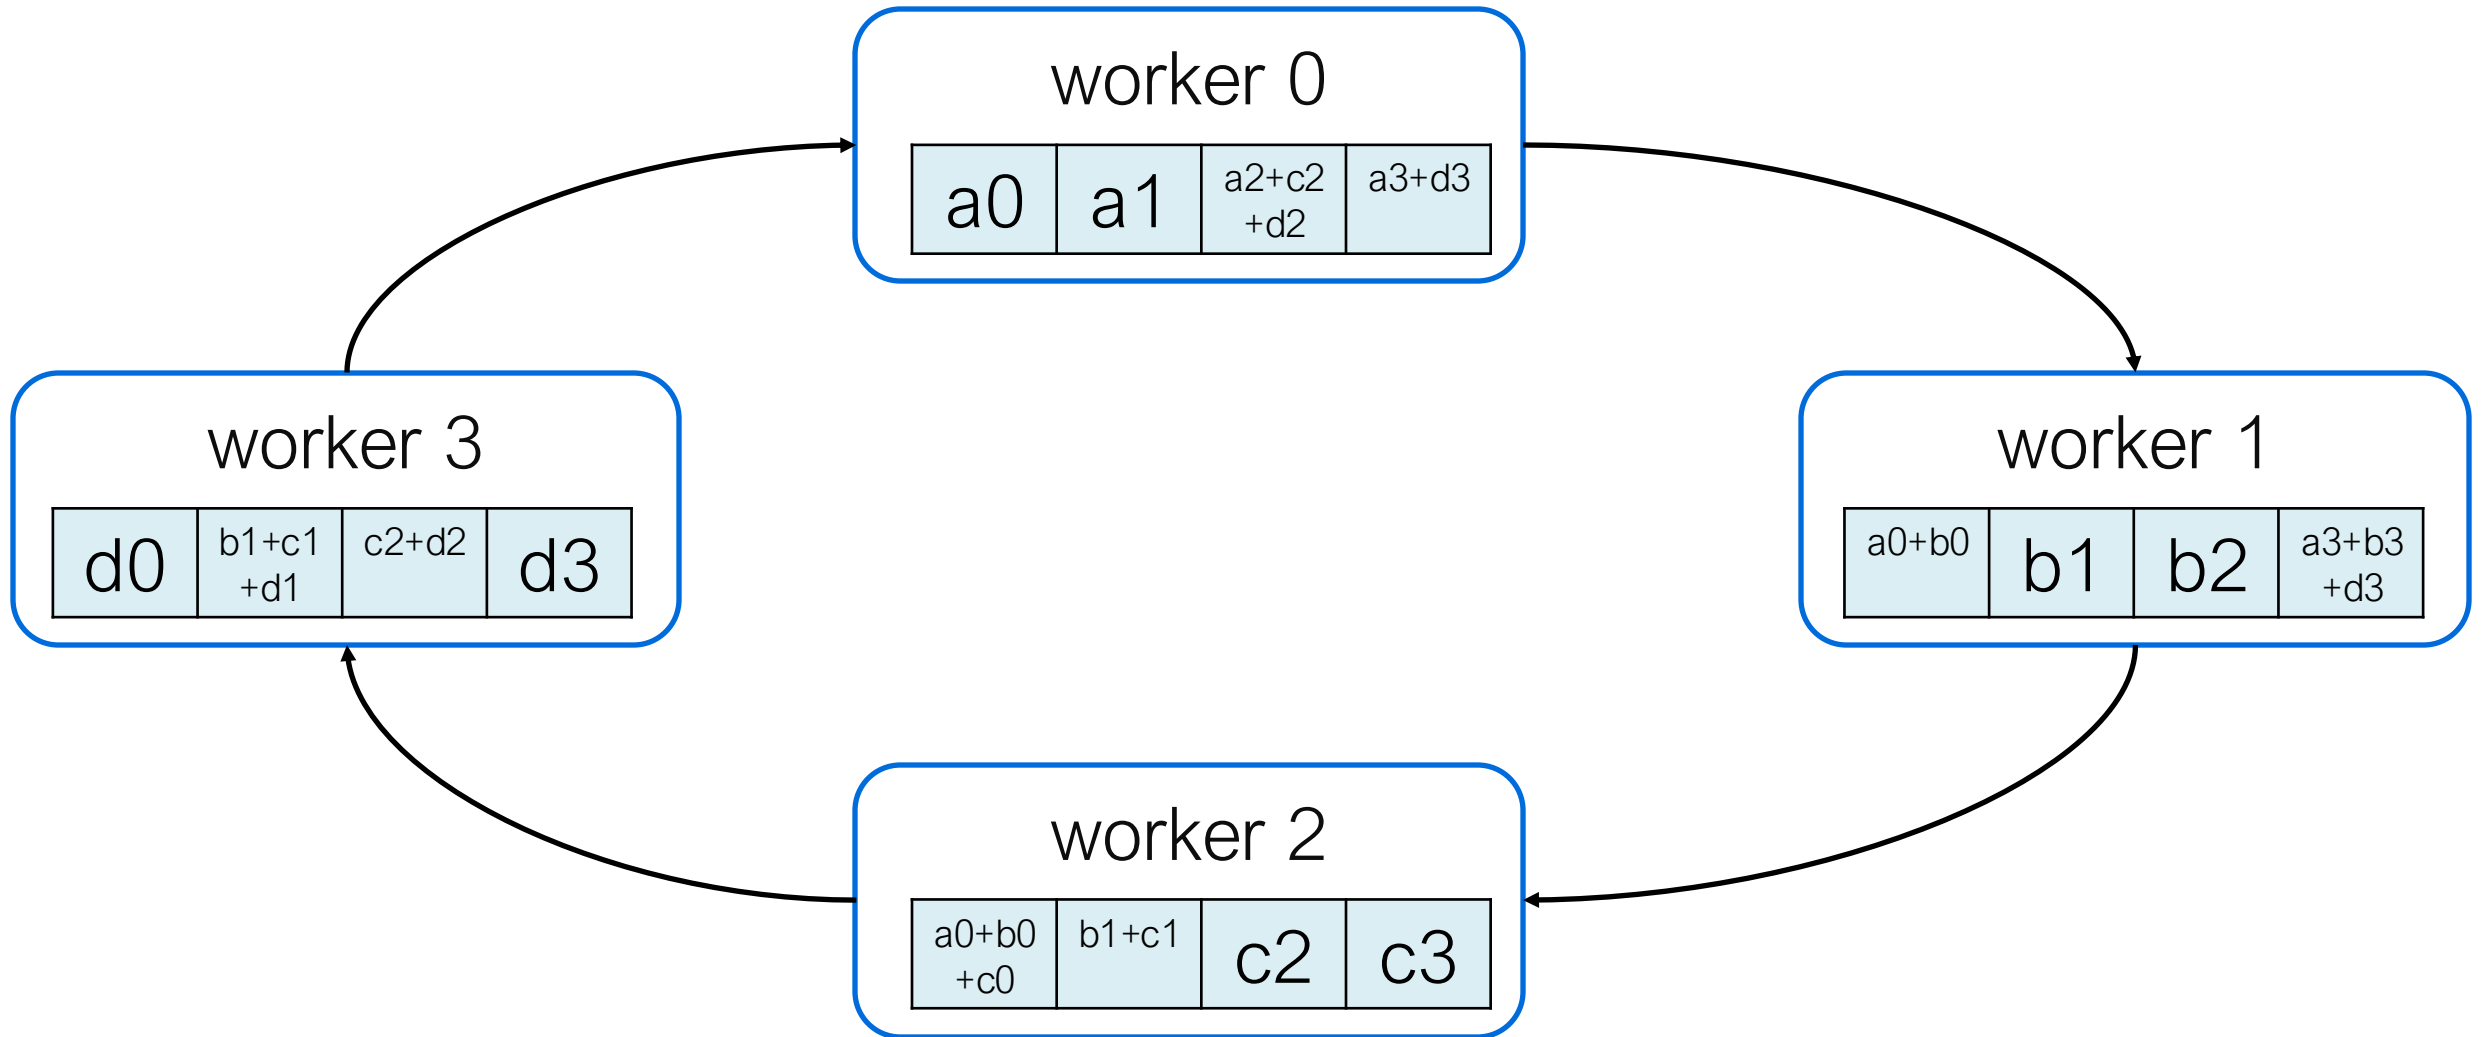 worker 0
a0 a1 a2+c2 a3+d3
+d2
worker 3
d0 b1+c1 c2+d2 d3
+d1
worker 1
a0+b0 b1 b2 a3+b3
+d3
worker 2
a0+b0 b1+c1 c2 c3
+c0